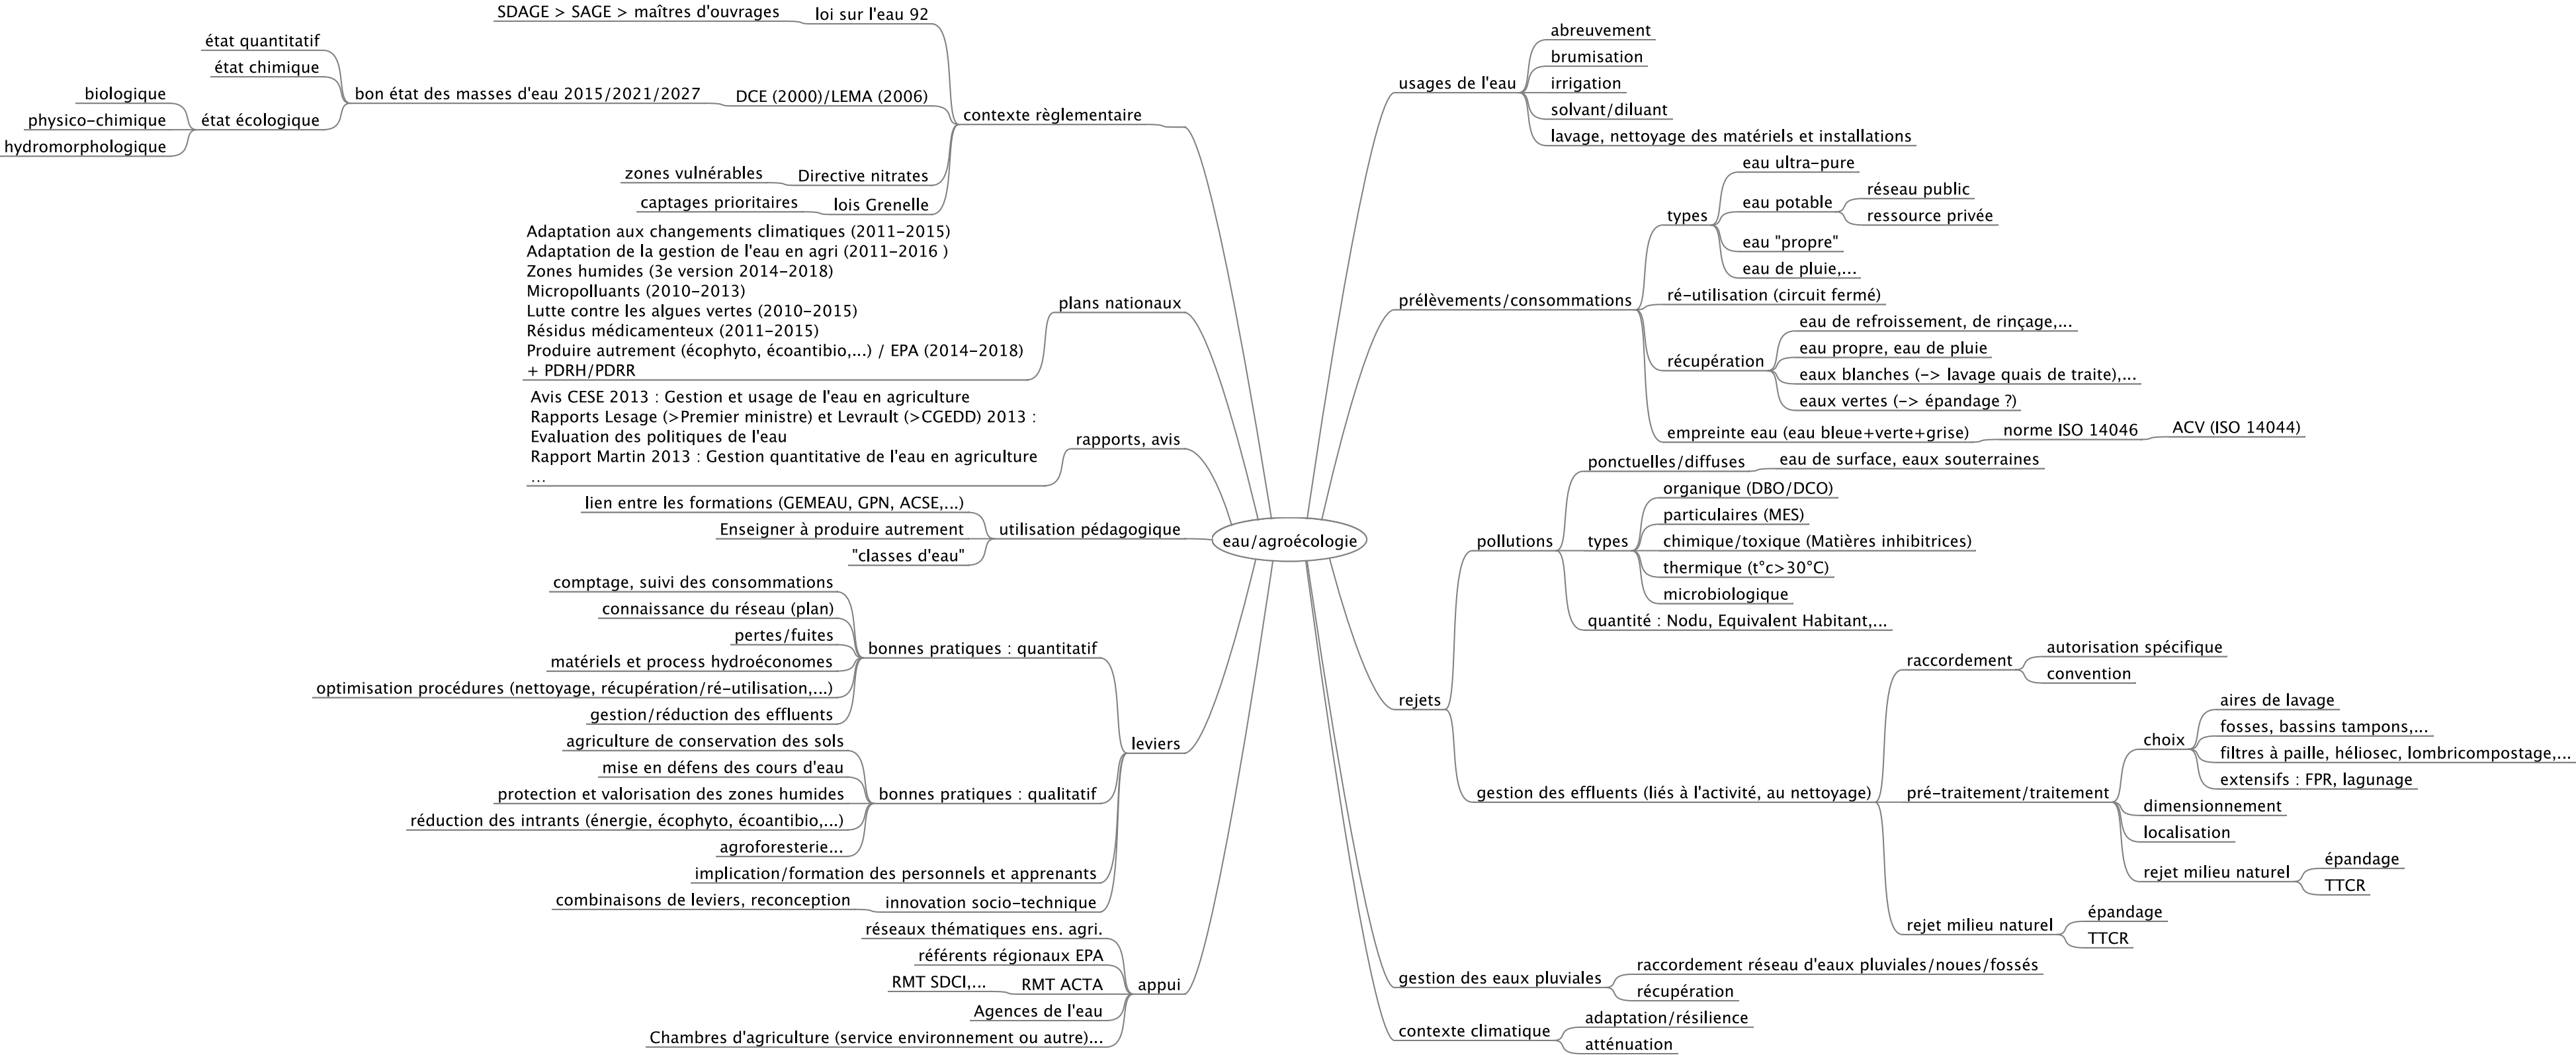 eau/agroécologie
contexte règlementaire
loi sur l'eau 92
SDAGE > SAGE > maîtres d'ouvrages
DCE (2000)/LEMA (2006)
bon état des masses d'eau 2015/2021/2027
état quantitatif
état chimique
état écologique
biologique
physico-chimique
hydromorphologique
Directive nitrates
zones vulnérables
lois Grenelle
captages prioritaires
plans nationaux
Adaptation aux changements climatiques (2011-2015)
Adaptation de la gestion de l'eau en agri (2011-2016 )
Zones humides (3e version 2014-2018)
Micropolluants (2010-2013)
Lutte contre les algues vertes (2010-2015)
Résidus médicamenteux (2011-2015)
Produire autrement (écophyto, écoantibio,...) / EPA (2014-2018)
+ PDRH/PDRR
rapports, avis
Avis CESE 2013 : Gestion et usage de l'eau en agriculture
Rapports Lesage (>Premier ministre) et Levrault (>CGEDD) 2013 :
Evaluation des politiques de l'eau
Rapport Martin 2013 : Gestion quantitative de l'eau en agriculture
...
utilisation pédagogique
lien entre les formations (GEMEAU, GPN, ACSE,...)
Enseigner à produire autrement
"classes d'eau"
leviers
bonnes pratiques : quantitatif
comptage, suivi des consommations
connaissance du réseau (plan)
pertes/fuites
matériels et process hydroéconomes
optimisation procédures (nettoyage, récupération/ré-utilisation,...)
gestion/réduction des effluents
bonnes pratiques : qualitatif
agriculture de conservation des sols
mise en défens des cours d'eau
protection et valorisation des zones humides
réduction des intrants (énergie, écophyto, écoantibio,...)
agroforesterie...
implication/formation des personnels et apprenants
innovation socio-technique
combinaisons de leviers, reconception
appui
réseaux thématiques ens. agri.
référents régionaux EPA
RMT ACTA
RMT SDCI,...
Agences de l'eau
Chambres d'agriculture (service environnement ou autre)...
usages de l'eau
abreuvement
brumisation
irrigation
solvant/diluant
lavage, nettoyage des matériels et installations
prélèvements/consommations
types
eau ultra-pure
eau potable
réseau public
ressource privée
eau "propre"
eau de pluie,...
ré-utilisation (circuit fermé)
récupération
eau de refroissement, de rinçage,...
eau propre, eau de pluie
eaux blanches (-> lavage quais de traite),...
eaux vertes (-> épandage ?)
empreinte eau (eau bleue+verte+grise)
norme ISO 14046
ACV (ISO 14044)
rejets
pollutions
ponctuelles/diffuses
eau de surface, eaux souterraines
types
organique (DBO/DCO)
particulaires (MES)
chimique/toxique (Matières inhibitrices)
thermique (t°c>30°C)
microbiologique
quantité : Nodu, Equivalent Habitant,...
gestion des effluents (liés à l'activité, au nettoyage)
raccordement
autorisation spécifique
convention
pré-traitement/traitement
choix
aires de lavage
fosses, bassins tampons,...
filtres à paille, héliosec, lombricompostage,...
extensifs : FPR, lagunage
dimensionnement
localisation
rejet milieu naturel
épandage
TTCR
rejet milieu naturel
épandage
TTCR
gestion des eaux pluviales
raccordement réseau d'eaux pluviales/noues/fossés
récupération
contexte climatique
adaptation/résilience
atténuation